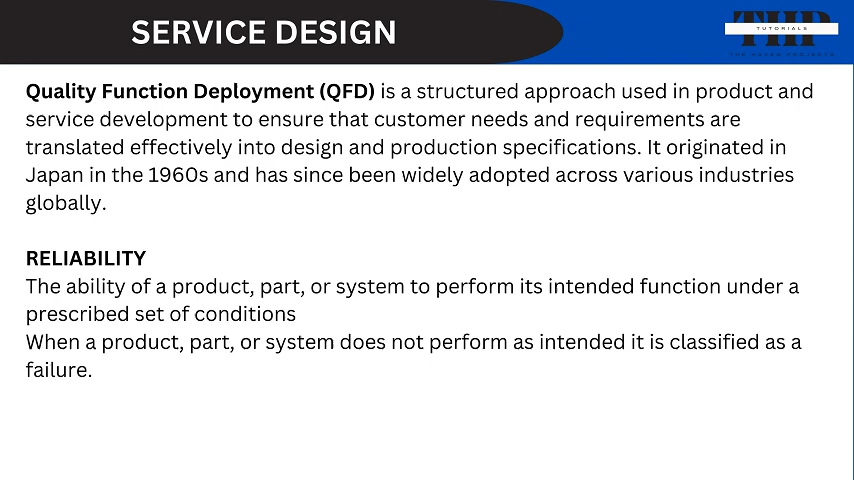 SERVICE DESIGN
THP
TUTORIALS
Quality Function Deployment (QFD) is a structured approach used in product and
service development to ensure that customer needs and requirements are
translated effectively into design and production specifications. It originated in
Japan in the 1960s and has since been widely adopted across various industries
globally.
RELIABILITY
The ability of a product, part, or system to perform its intended function under a
prescribed set of conditions
When a product, part, or system does not perform as intended it is classified as a
failure.